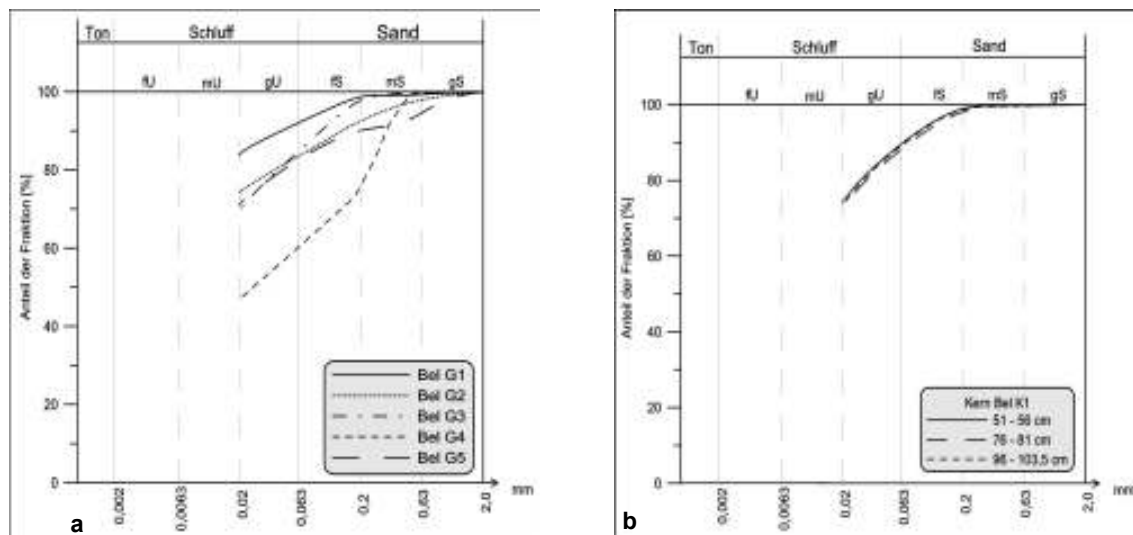 Ton Schluff Sand
fU mU gU fS mS gS
100
80
60
40
20
0
Anteil der Fraktion [%]
Bel G1
Bel G2
Bel G3
Bel G4
Bel G5
0,002 0,0063 0,02 0,063 0,2 0,63 2,0 mm
a
Ton Schluff Sand
fU mU gU fS mS gS
100
80
60
40
20
0
Anteil der Fraktion [%]
Kern Bel K1
51 - 56 cm
76 - 81 cm
96 - 103,5 cm
0,002 0,0063 0,02 0,063 0,2 0,63 2,0 mm
b